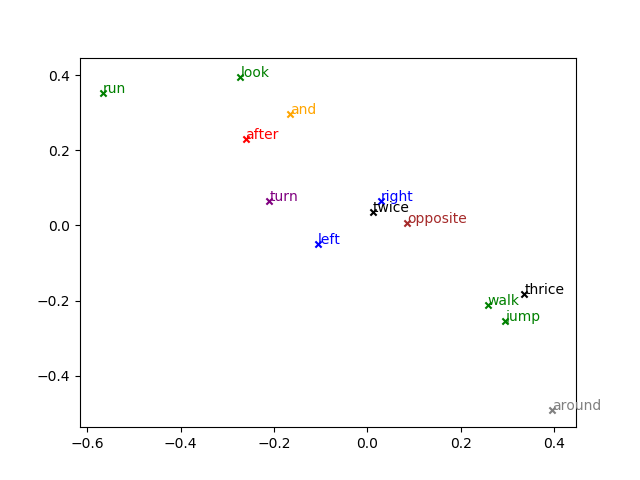 0.4
look
run
and
after
0.2
turn
right
twice
opposite
0.0
left
thrice
walk
−0.2
jump
−0.4
around
−0.6 −0.4 −0.2 0.0 0.2 0.4